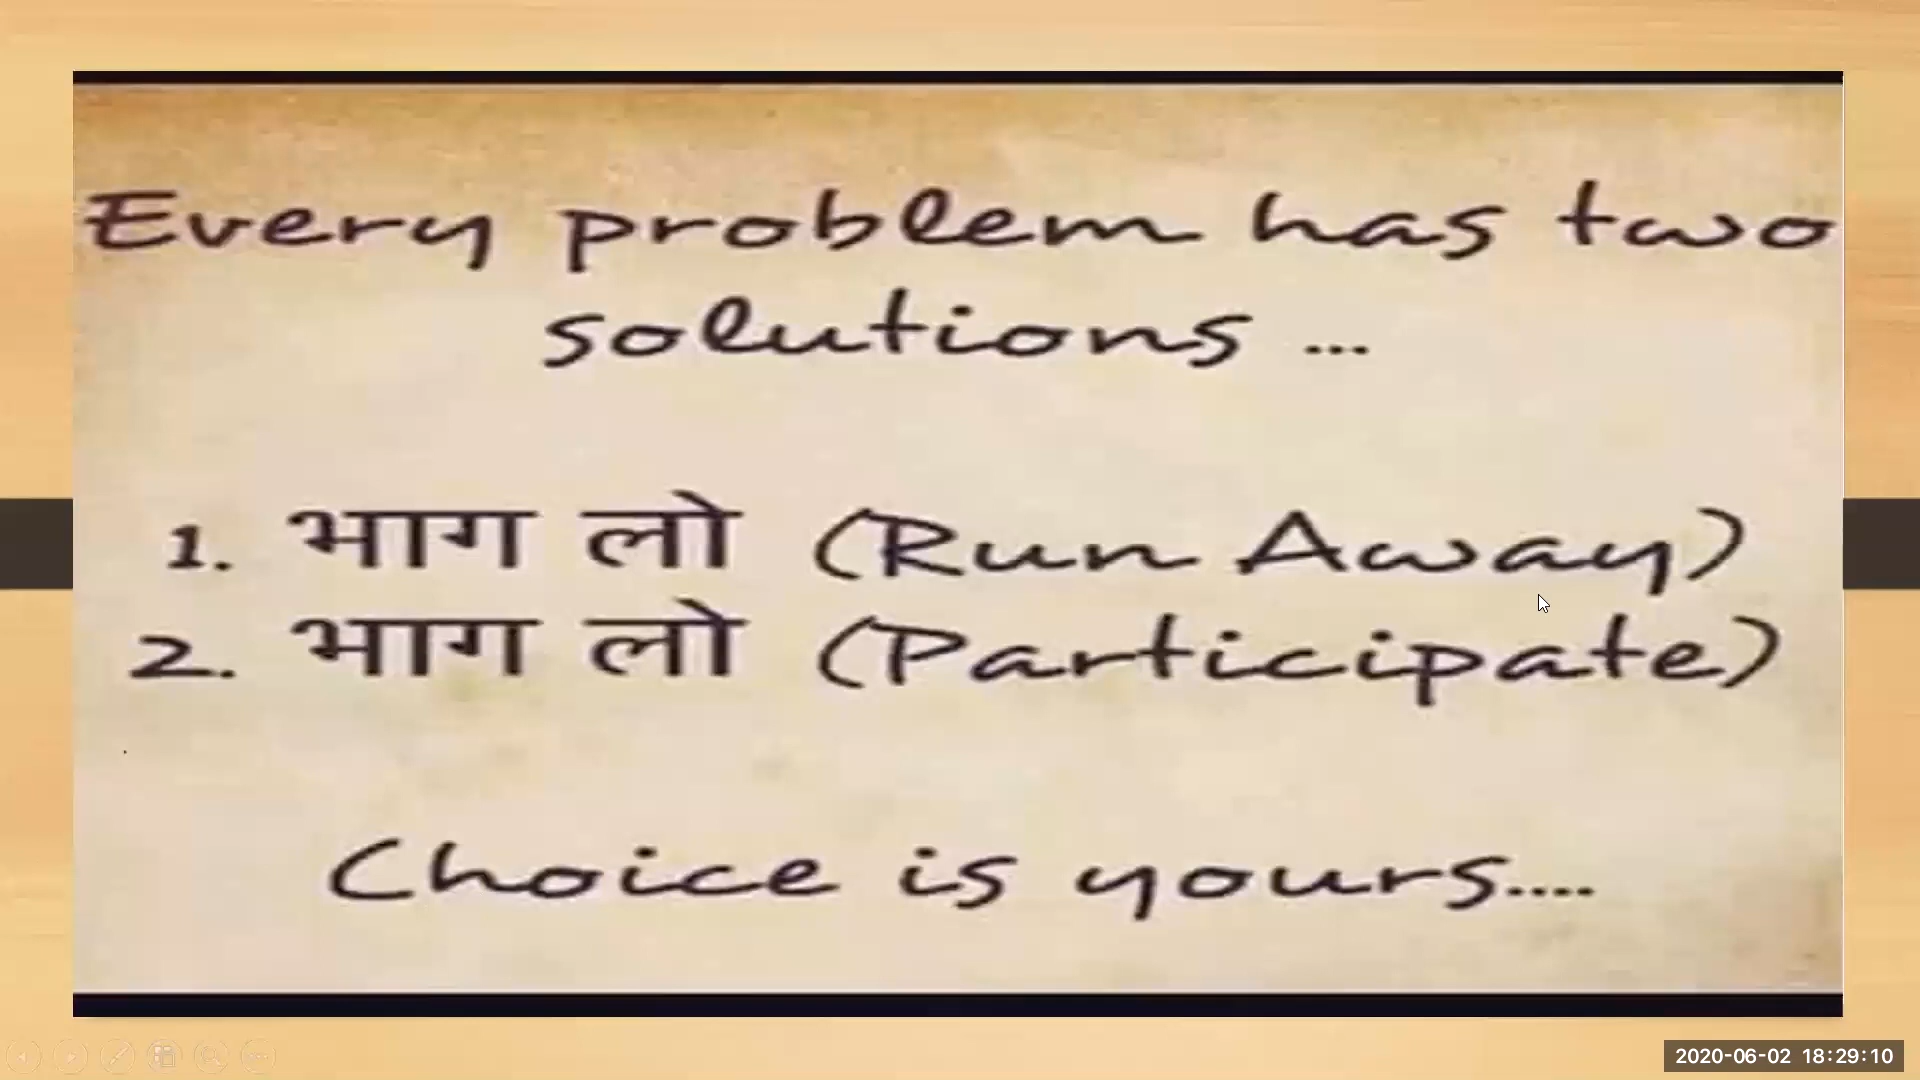 Every problem has two
solutions ...
1. भाग लो (Run Away)
2. भाग लो (Participate)
Choice is yours....
2020-06-02 18:29:10